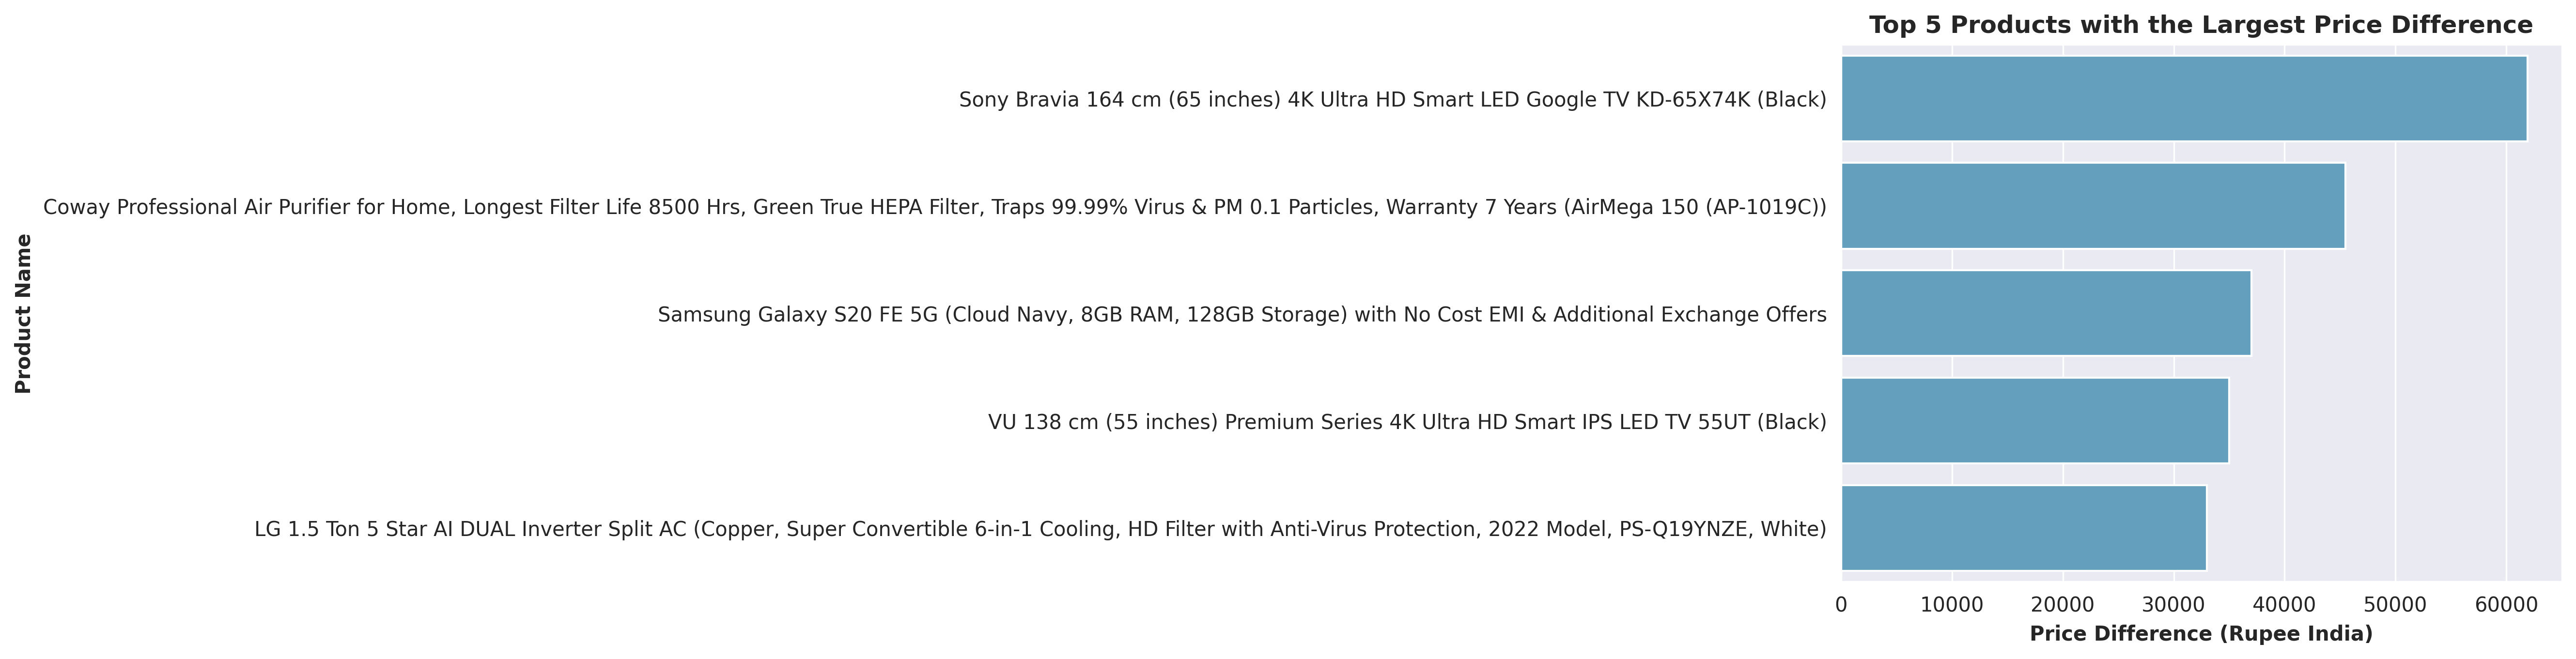 Top 5 Products with the Largest Price Difference
Product Name
Sony Bravia 164 cm (65 inches) 4K Ultra HD Smart LED Google TV KD-65X74K (Black)
Coway Professional Air Purifier for Home, Longest Filter Life 8500 Hrs, Green True HEPA Filter, Traps 99.99% Virus & PM 0.1 Particles, Warranty 7 Years (AirMega 150 (AP-1019C))
Samsung Galaxy S20 FE 5G (Cloud Navy, 8GB RAM, 128GB Storage) with No Cost EMI & Additional Exchange Offers
VU 138 cm (55 inches) Premium Series 4K Ultra HD Smart IPS LED TV 55UT (Black)
LG 1.5 Ton 5 Star AI DUAL Inverter Split AC (Copper, Super Convertible 6-in-1 Cooling, HD Filter with Anti-Virus Protection, 2022 Model, PS-Q19YNZE, White)
0 10000 20000 30000 40000 50000 60000
Price Difference (Rupee India)